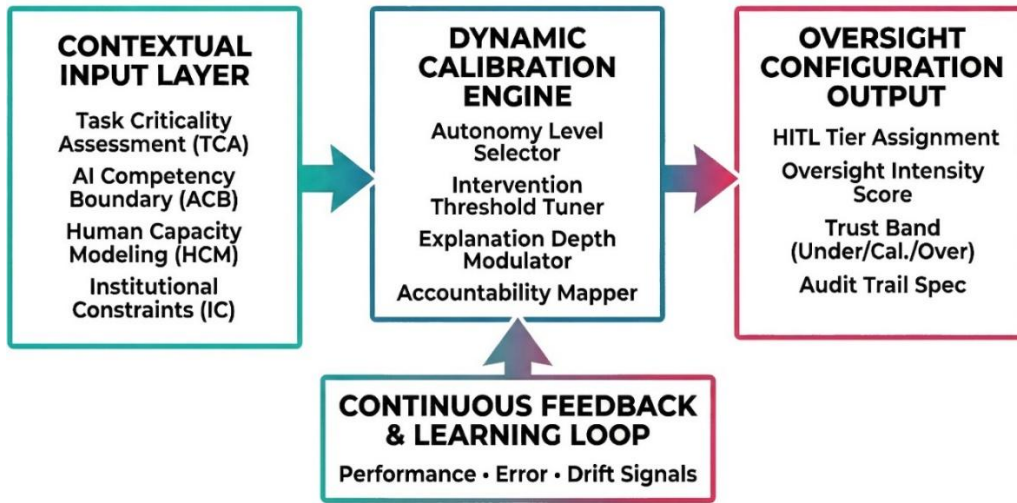 CONTEXTUAL
INPUT LAYER
Task Criticality
Assessment (TCA)
AI Competency
Boundary (ACB)
Human Capacity
Modeling (HCM)
Institutional
Constraints (IC)
DYNAMIC
CALIBRATION
ENGINE
Autonomy Level
Selector
Intervention
Threshold Tuner
Explanation Depth
Modulator
Accountability Mapper
OVERSIGHT
CONFIGURATION
OUTPUT
HITL Tier Assignment
Oversight Intensity
Score
Trust Band
(Under/Cal./Over)
Audit Trail Spec
CONTINUOUS FEEDBACK
& LEARNING LOOP
Performance • Error • Drift Signals